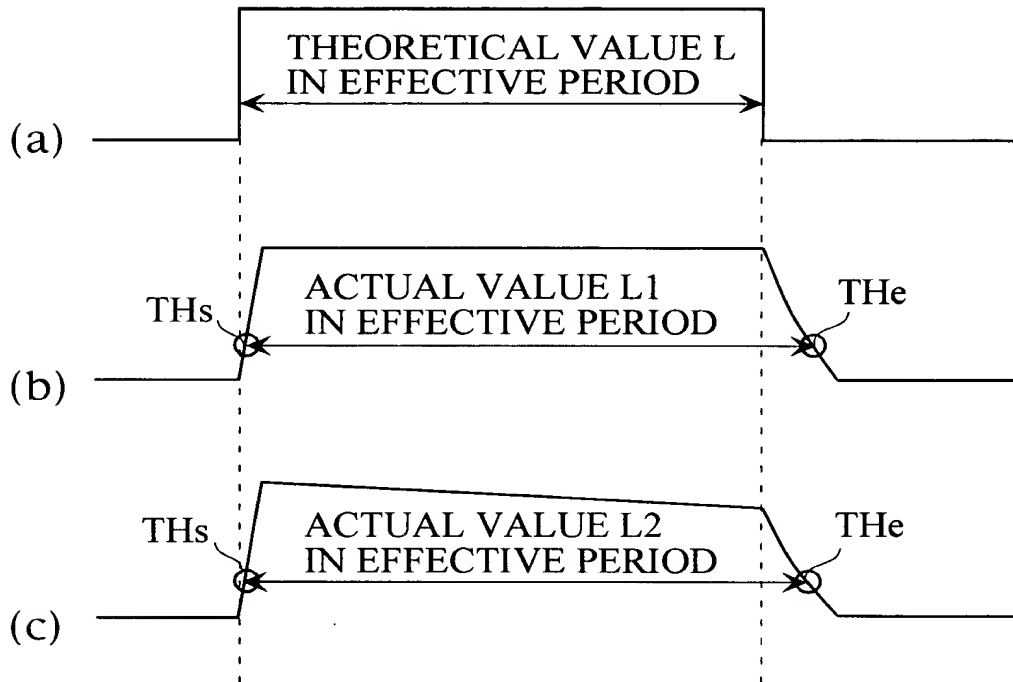 THEORETICAL VALUE L
IN EFFECTIVE PERIOD
(a)
ACTUAL VALUE L1
IN EFFECTIVE PERIOD
THs
THe
(b)
ACTUAL VALUE L2
IN EFFECTIVE PERIOD
THs
THe
(c)